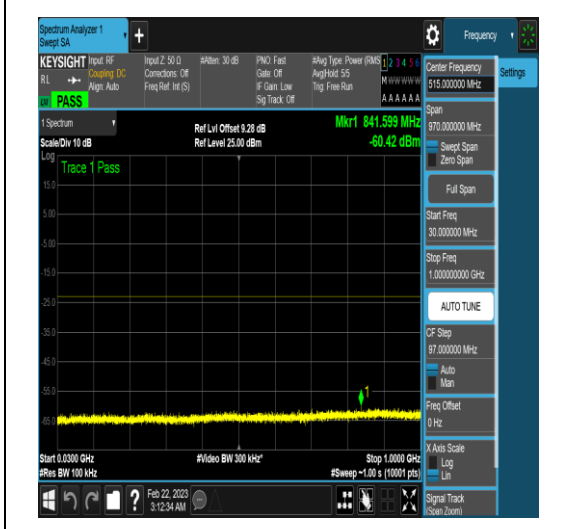 Spectrum Analyzer 1
Swept SA
+
Frequency
KEYSIGHT Input: RF Input Z: 50 Ω #Atten: 30 dB PNO: Fast #Avg Type: Power (RMS 1 2 3 4 5 6
RL Coupling: DC Corrections: Off Gate: Off Avg|Hold: 5/5 M W W W W W
Align: Auto Freq Ref: Int (S) IF Gain: Low Trig: Free Run
Sig Track: Off A A A A A A
PASS
1 Spectrum
Ref Lvl Offset 9.28 dB
Mkr1 841.599 MHz
Scale/Div 10 dB
Ref Level 25.00 dBm
-60.42 dBm
Log
Trace 1 Pass
15.0
5.00
-5.00
-15.0
-25.0
-35.0
-45.0
-55.0
-65.0
1
Start 0.0300 GHz
#Video BW 300 kHz*
Stop 1.0000 GHz
#Res BW 100 kHz
#Sweep ~1.00 s (10001 pts)
Center Frequency
515.000000 MHz
Settings
Span
970.000000 MHz
Swept Span
Zero Span
Full Span
Start Freq
30.000000 MHz
Stop Freq
1.000000000 GHz
AUTO TUNE
CF Step
97.000000 MHz
Auto
Man
Freq Offset
0 Hz
X Axis Scale
Log
Lin
Signal Track
(Span Zoom)
?
Feb 22, 2023
3:12:34 AM